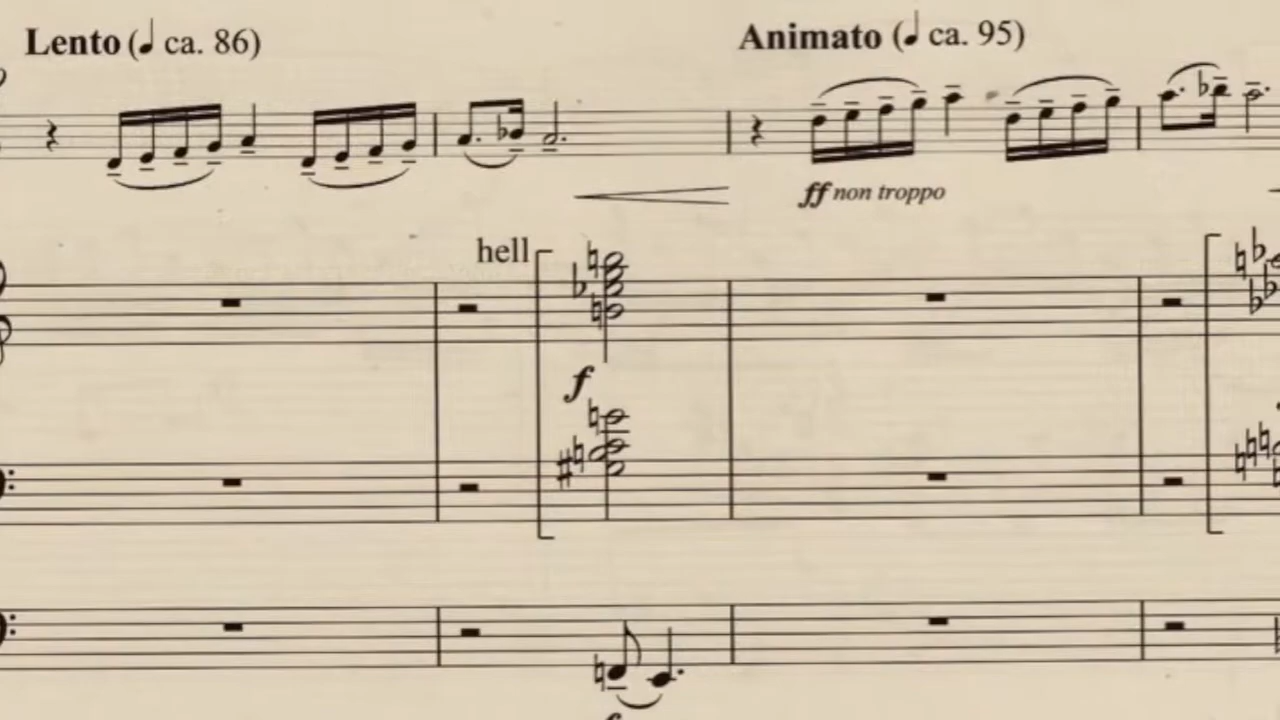 Lento (♩ ca. 86)
Animato (♩ ca. 95)
ff non troppo
hell
f